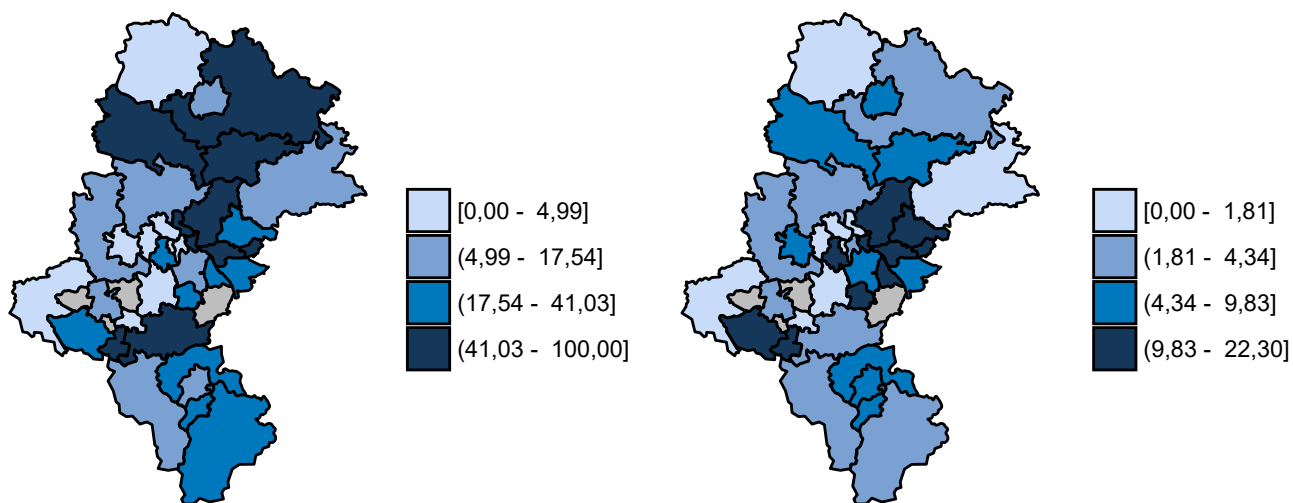 [0,00 - 4,99]
(4,99 - 17,54]
(17,54 - 41,03]
(41,03 - 100,00]
[0,00 - 1,81]
(1,81 - 4,34]
(4,34 - 9,83]
(9,83 - 22,30]